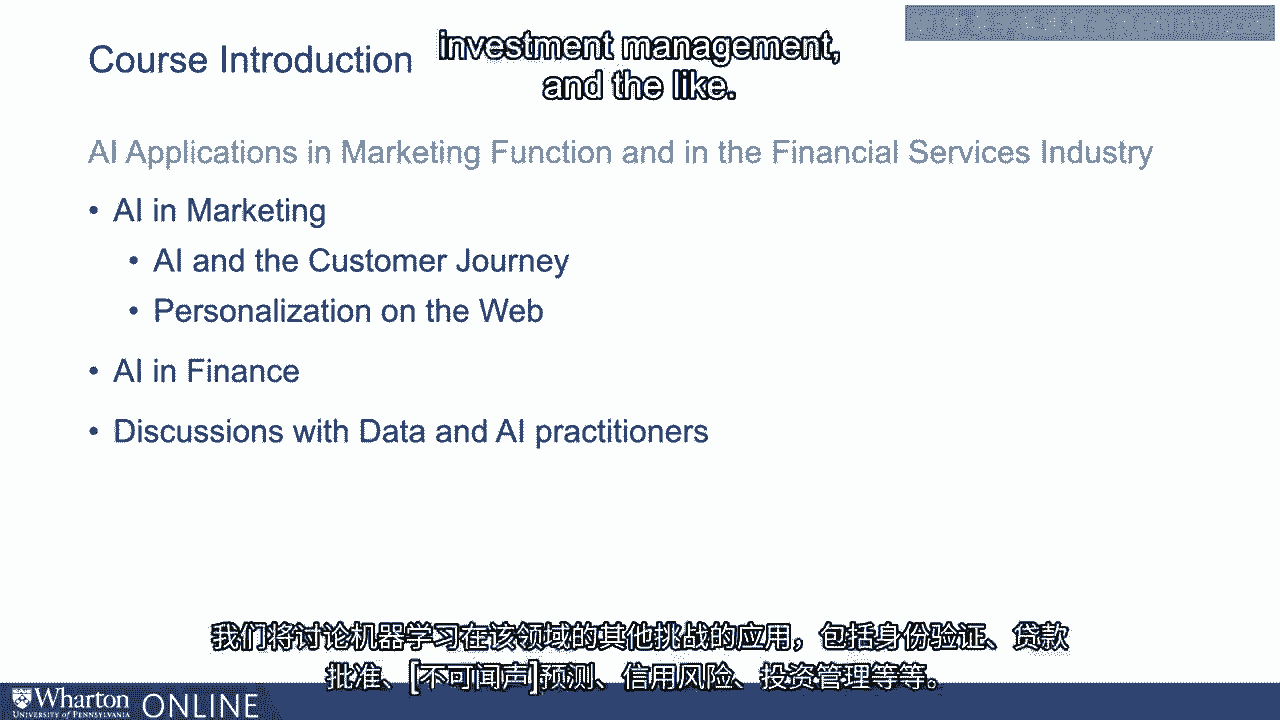 Course Introduction
investment management,
and the like.
AI Applications in Marketing Function and in the Financial Services Industry
• AI in Marketing
• AI and the Customer Journey
• Personalization on the Web
• AI in Finance
• Discussions with Data and AI practitioners
我们将讨论机器学习在该领域的其他挑战的应用，包括身份验证、贷款
批准、[不可闻声]预测、信用风险、投资管理等等。
Wharton ONLINE
UNIVERSITY of PENNSYLVANIA